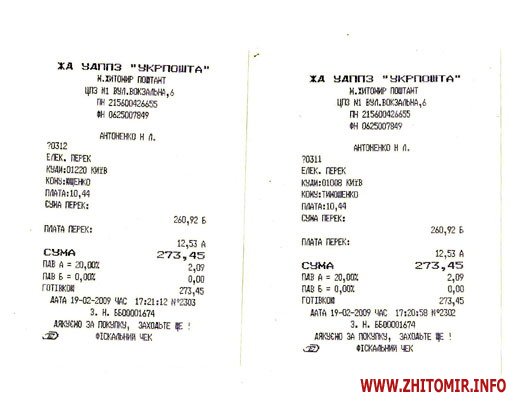 ЖД УДППЗ "УКРПОШТА"
М.ЖИТОМИР ПОШТАМТ
ЦПЗ N1 ВУЛ.ВОКЗАЛЬНА,6
ПН 215600426655
ФН 0625007849
АНТОНЕНКО Н Л.
?0312
ЕЛЕК. ПЕРЕК
КУДИ:01220 КИЇВ
КОМУ:ЮЩЕНКО
ПЛАТА:10,44
СУМА ПЕРЕК:
260,92 Б
ПЛАТА ПЕРЕК:
12,53 А
СУМА 273,45
ПДВ А = 20,00% 2,09
ПДВ Б = 0,00% 0,00
ГОТІВКОЮ 273,45
ДАТА 19-02-2009 ЧАС 17:21:12 №2303
З. Н. ББ00001674
ДЯКУЄМО ЗА ПОКУПКУ, ЗАХОДЬТЕ ЩЕ !
ФІСКАЛЬНИЙ ЧЕК
ЖД УДППЗ "УКРПОШТА"
М.ЖИТОМИР ПОШТАМТ
ЦПЗ N1 ВУЛ.ВОКЗАЛЬНА,6
ПН 215600426655
ФН 0625007849
АНТОНЕНКО Н Л.
?0311
ЕЛЕК. ПЕРЕК
КУДИ:01008 КИЇВ
КОМУ:ТИМОШЕНКО
ПЛАТА:10,44
СУМА ПЕРЕК:
260,92 Б
ПЛАТА ПЕРЕК:
12,53 А
СУМА 273,45
ПДВ А = 20,00% 2,09
ПДВ Б = 0,00% 0,00
ГОТІВКОЮ 273,45
ДАТА 19-02-2009 ЧАС 17:20:58 №2302
З. Н. ББ00001674
ДЯКУЄМО ЗА ПОКУПКУ, ЗАХОДЬТЕ ЩЕ !
ФІСКАЛЬНИЙ ЧЕК
WWW.ZHITOMIR.INFO